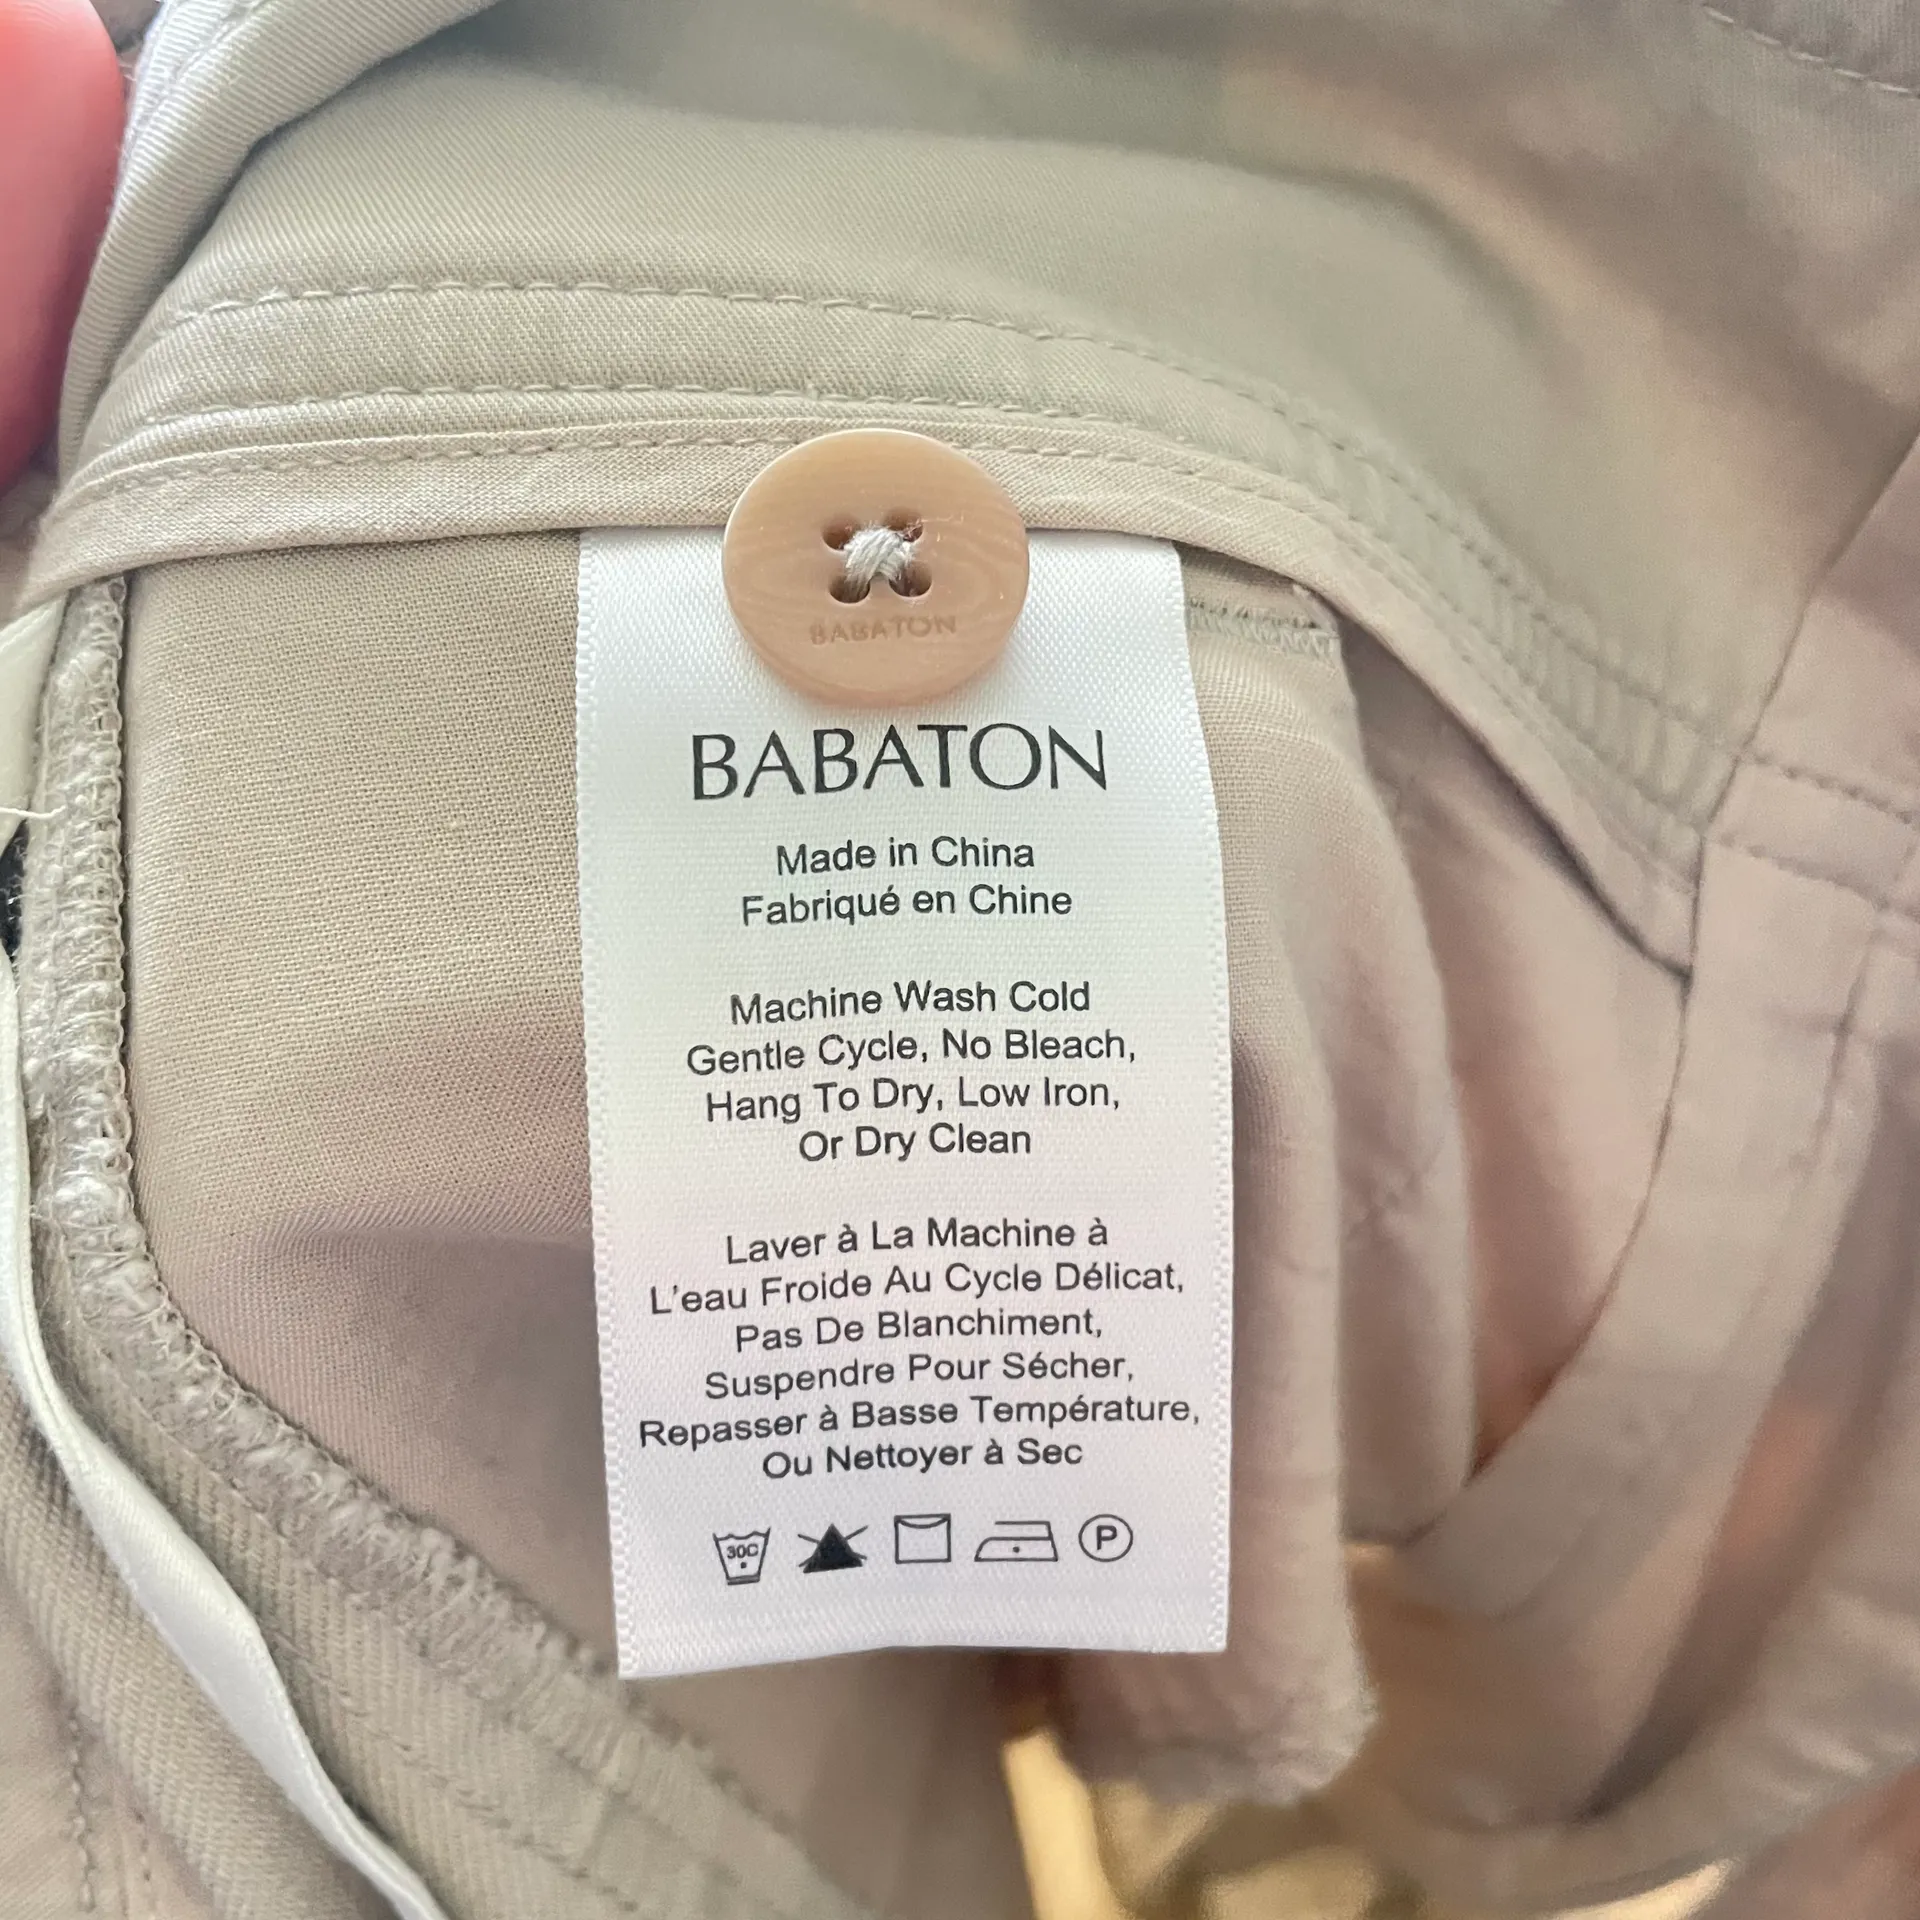 BABATON
BABATON
Made in China
Fabriqué en Chine
Machine Wash Cold
Gentle Cycle, No Bleach,
Hang To Dry, Low Iron,
Or Dry Clean
Laver à La Machine à
L'eau Froide Au Cycle Délicat,
Pas De Blanchiment,
Suspendre Pour Sécher,
Repasser à Basse Température,
Ou Nettoyer à Sec
30C P